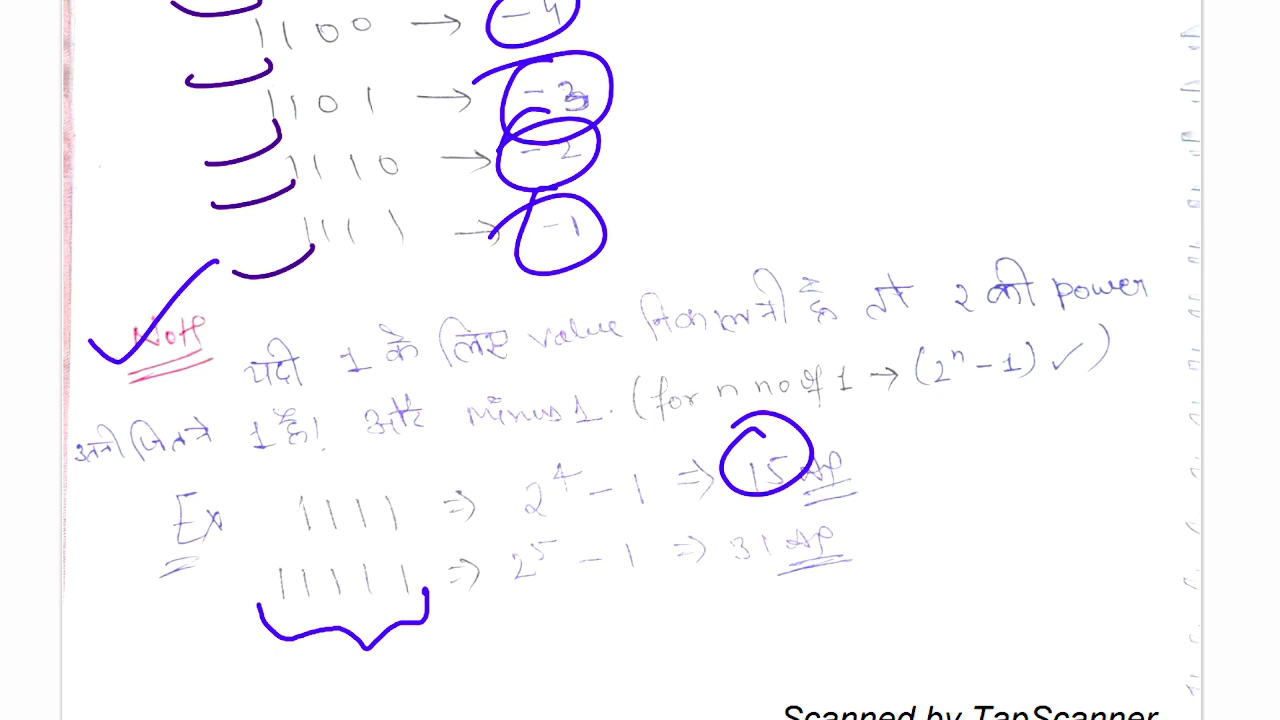 1100 → -4
1101 → -3
1110 → -2
1111 → -1
Note
यदी 1 के लिए value निकालनी है तो 2 की power
उतनी जितने 1 है। और minus 1. (for n no of 1 → (2ⁿ - 1) ✓)
Ex 1111 ⇒ 2⁴ - 1 ⇒ 15
11111 ⇒ 2⁵ - 1 ⇒ 31
Scanned by TapScanner